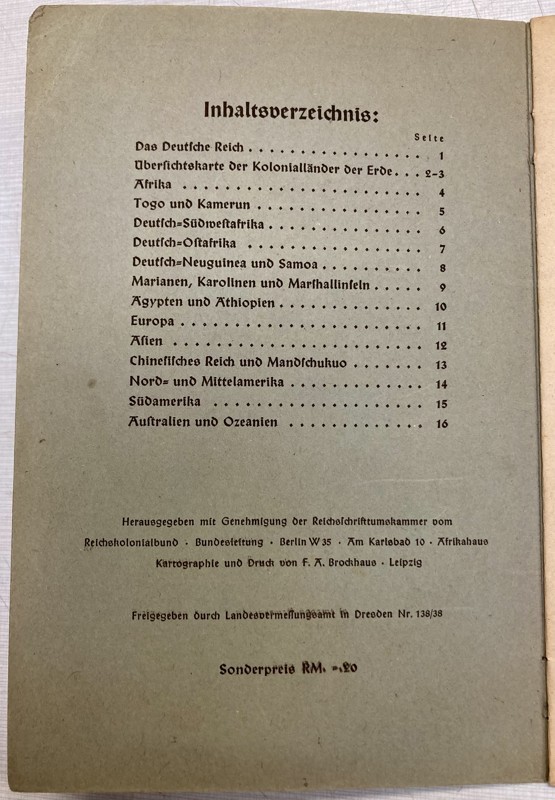 Inhaltsverzeichnis:
Seite
Das Deutsche Reich . . . . . . . . . . . . . . . . . 1
Übersichtskarte der Kolonialländer der Erde . . . 2-3
Afrika . . . . . . . . . . . . . . . . . . . . . . . 4
Togo und Kamerun . . . . . . . . . . . . . . . . 5
Deutsch=Südwestafrika . . . . . . . . . . . . . . . 6
Deutsch=Ostafrika . . . . . . . . . . . . . . . . . 7
Deutsch=Neuguinea und Samoa . . . . . . . . . . 8
Marianen, Karolinen und Marshallinseln . . . . . 9
Ägypten und Äthiopien . . . . . . . . . . . . . . 10
Europa . . . . . . . . . . . . . . . . . . . . . . . 11
Asien . . . . . . . . . . . . . . . . . . . . . . . . 12
Chinesisches Reich und Mandschukuo . . . . . . . 13
Nord= und Mittelamerika . . . . . . . . . . . . . 14
Südamerika . . . . . . . . . . . . . . . . . . . . 15
Australien und Ozeanien . . . . . . . . . . . . . 16
Herausgegeben mit Genehmigung der Reichsschrifttumskammer vom
Reichskolonialbund · Bundesleitung · Berlin W 35 · Am Karlsbad 10 · Afrikahaus
Kartographie und Druck von F. A. Brockhaus · Leipzig
Freigegeben durch Landesvermessungsamt in Dresden Nr. 138/38
Sonderpreis RM. =.20